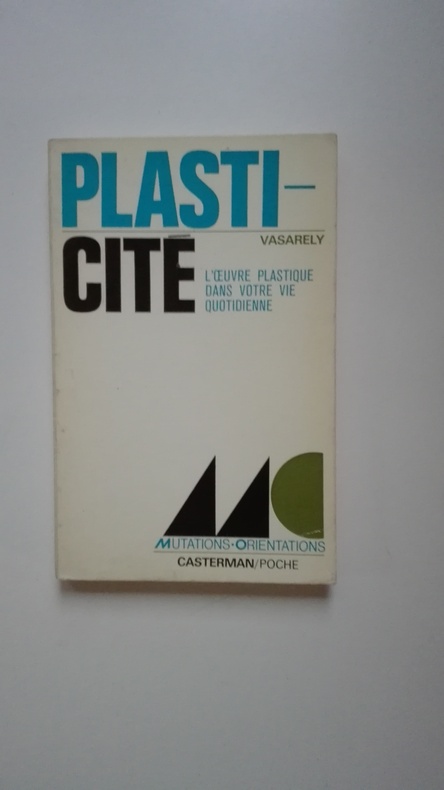 PLASTI–
VASARELY
CITÉ
L'ŒUVRE PLASTIQUE
DANS VOTRE VIE
QUOTIDIENNE
MUTATIONS•ORIENTATIONS
CASTERMAN/POCHE